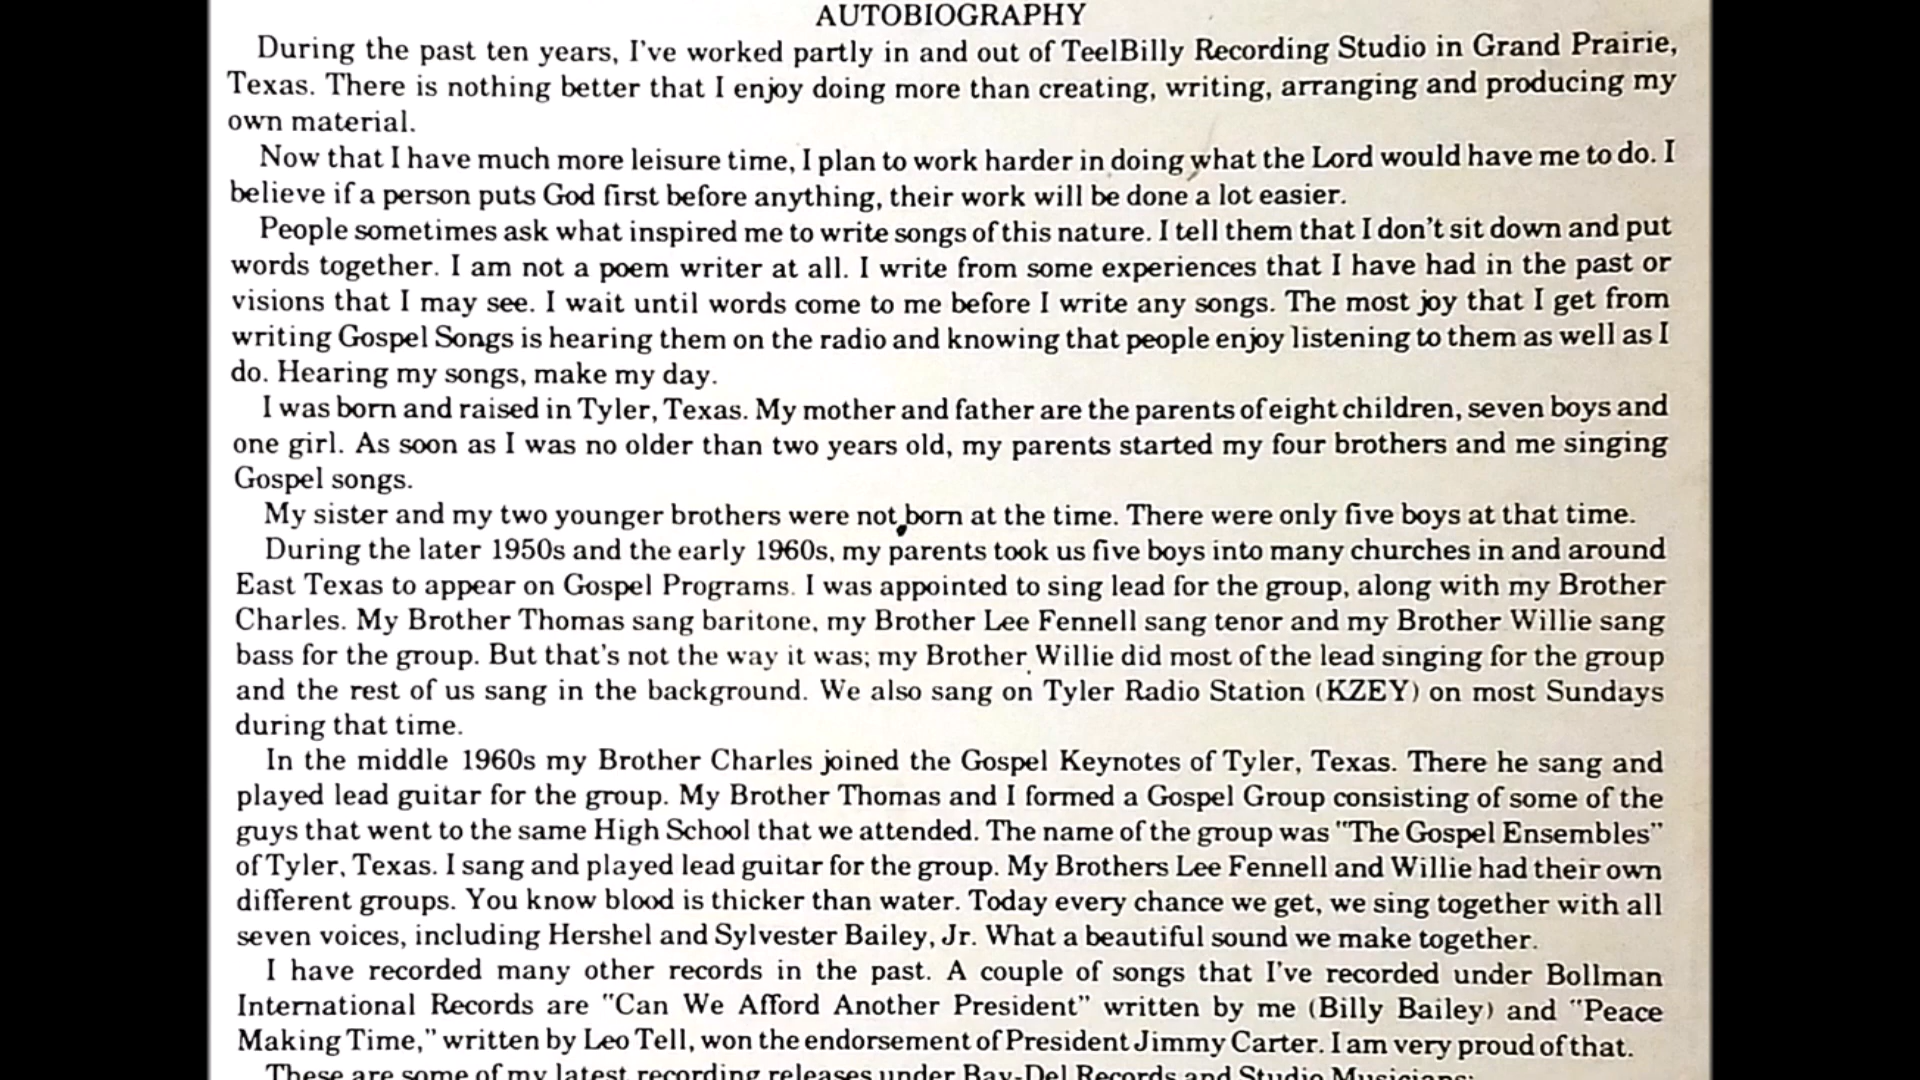 AUTOBIOGRAPHY
During the past ten years, I've worked partly in and out of TeelBilly Recording Studio in Grand Prairie,
Texas. There is nothing better that I enjoy doing more than creating, writing, arranging and producing my
own material.
Now that I have much more leisure time, I plan to work harder in doing what the Lord would have me to do. I
believe if a person puts God first before anything, their work will be done a lot easier.
People sometimes ask what inspired me to write songs of this nature. I tell them that I don't sit down and put
words together. I am not a poem writer at all. I write from some experiences that I have had in the past or
visions that I may see. I wait until words come to me before I write any songs. The most joy that I get from
writing Gospel Songs is hearing them on the radio and knowing that people enjoy listening to them as well as I
do. Hearing my songs, make my day.
I was born and raised in Tyler, Texas. My mother and father are the parents of eight children, seven boys and
one girl. As soon as I was no older than two years old, my parents started my four brothers and me singing
Gospel songs.
My sister and my two younger brothers were not born at the time. There were only five boys at that time.
During the later 1950s and the early 1960s, my parents took us five boys into many churches in and around
East Texas to appear on Gospel Programs. I was appointed to sing lead for the group, along with my Brother
Charles. My Brother Thomas sang baritone, my Brother Lee Fennell sang tenor and my Brother Willie sang
bass for the group. But that's not the way it was; my Brother Willie did most of the lead singing for the group
and the rest of us sang in the background. We also sang on Tyler Radio Station (KZEY) on most Sundays
during that time.
In the middle 1960s my Brother Charles joined the Gospel Keynotes of Tyler, Texas. There he sang and
played lead guitar for the group. My Brother Thomas and I formed a Gospel Group consisting of some of the
guys that went to the same High School that we attended. The name of the group was "The Gospel Ensembles"
of Tyler, Texas. I sang and played lead guitar for the group. My Brothers Lee Fennell and Willie had their own
different groups. You know blood is thicker than water. Today every chance we get, we sing together with all
seven voices, including Hershel and Sylvester Bailey, Jr. What a beautiful sound we make together.
I have recorded many other records in the past. A couple of songs that I've recorded under Bollman
International Records are "Can We Afford Another President" written by me (Billy Bailey) and "Peace
Making Time," written by Leo Tell, won the endorsement of President Jimmy Carter. I am very proud of that.
These are some of my latest recording releases under Bay-Del Records and Studio Musicians: